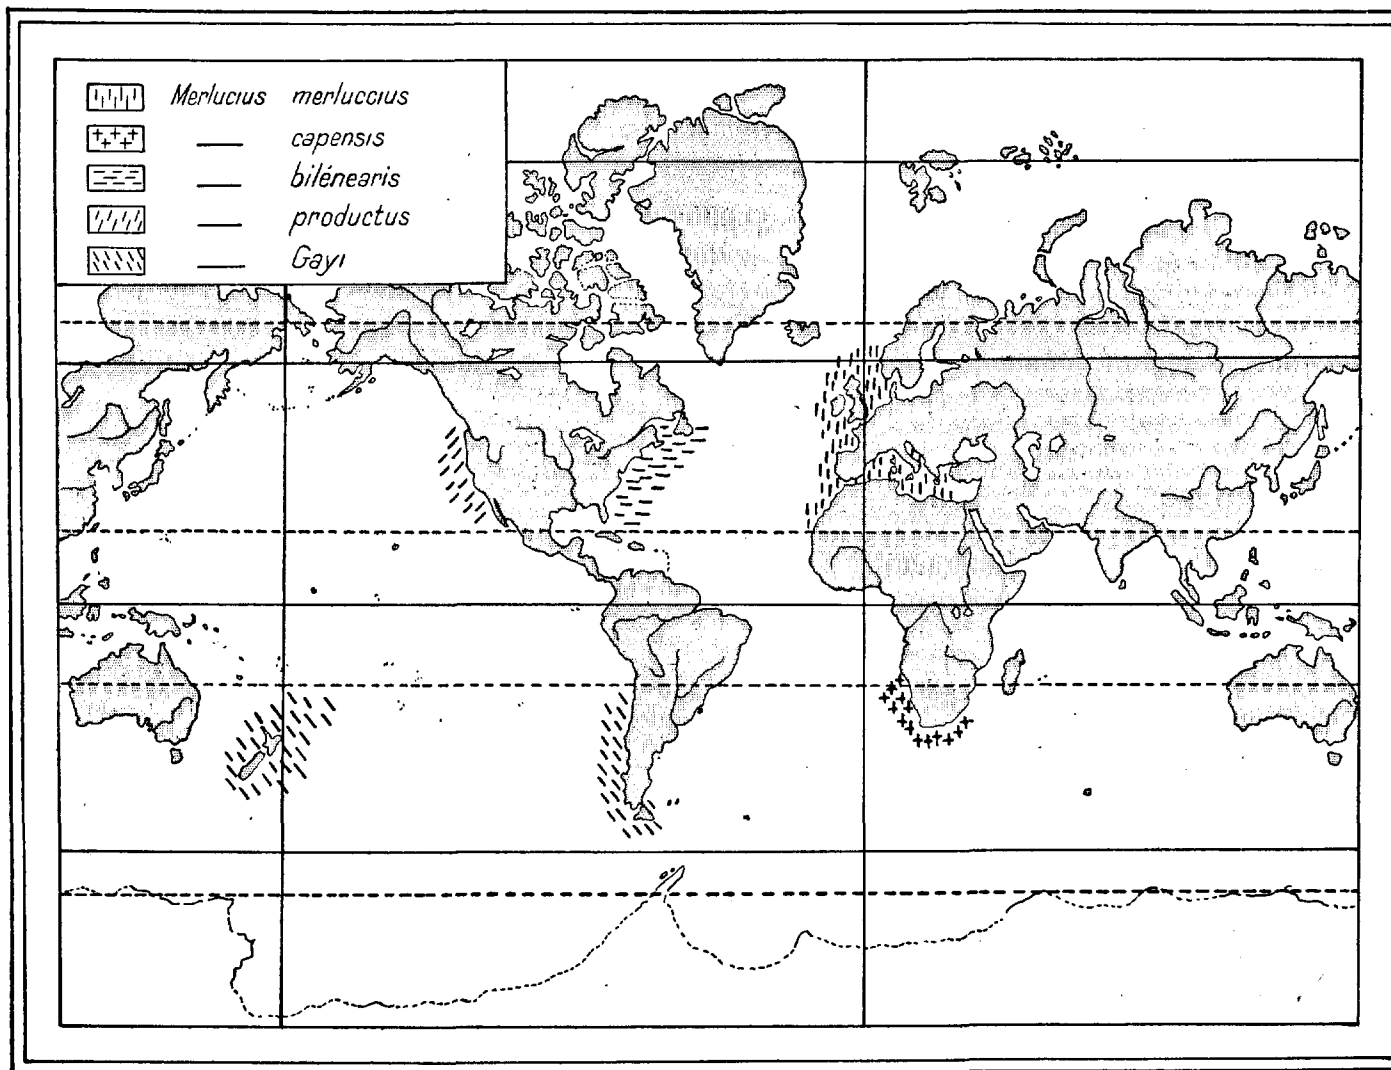 Merlucius merluccius
— capensis
— bilénearis
— productus
— Gayi